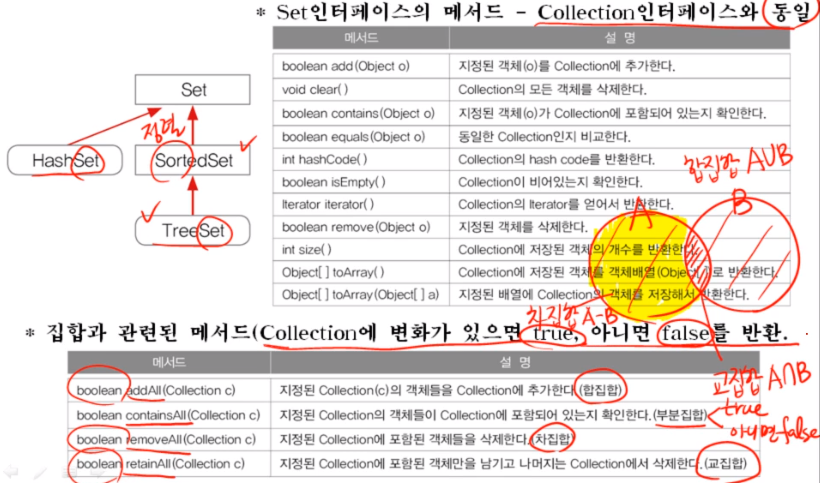 * Set인터페이스의 메서드 - Collection인터페이스와 동일
메서드 설 명
boolean add(Object o) 지정된 객체(o)를 Collection에 추가한다.
void clear( ) Collection의 모든 객체를 삭제한다.
boolean contains(Object o) 지정된 객체(o)가 Collection에 포함되어 있는지 확인한다.
boolean equals(Object o) 동일한 Collection인지 비교한다.
int hashCode( ) Collection의 hash code를 반환한다.
boolean isEmpty( ) Collection이 비어있는지 확인한다.
Iterator iterator( ) Collection의 Iterator를 얻어서 반환한다.
boolean remove(Object o) 지정된 객체를 삭제한다.
int size( ) Collection에 저장된 객체의 개수를 반환한
Object[ ] toArray( ) Collection에 저장된 객체를 객체배열(Object[ ])로 반환한다.
Object[ ] toArray(Object[ ] a) 지정된 배열에 Collection의 객체를 저장해서 반환한다.
Set
정렬
HashSet
SortedSet
TreeSet
합집합 A∪B
A
B
차집합 A-B
교집합 A∩B
* 집합과 관련된 메서드(Collection에 변화가 있으면 true, 아니면 false를 반환.
메서드 설 명
boolean addAll(Collection c) 지정된 Collection(c)의 객체들을 Collection에 추가한다.(합집합)
boolean containsAll(Collection c) 지정된 Collection의 객체들이 Collection에 포함되어 있는지 확인한다.(부분집합)
true
아니면 false
boolean removeAll(Collection c) 지정된 Collection에 포함된 객체들을 삭제한다.(차집합)
boolean retainAll(Collection c) 지정된 Collection에 포함된 객체만을 남기고 나머지는 Collection에서 삭제한다.(교집합)